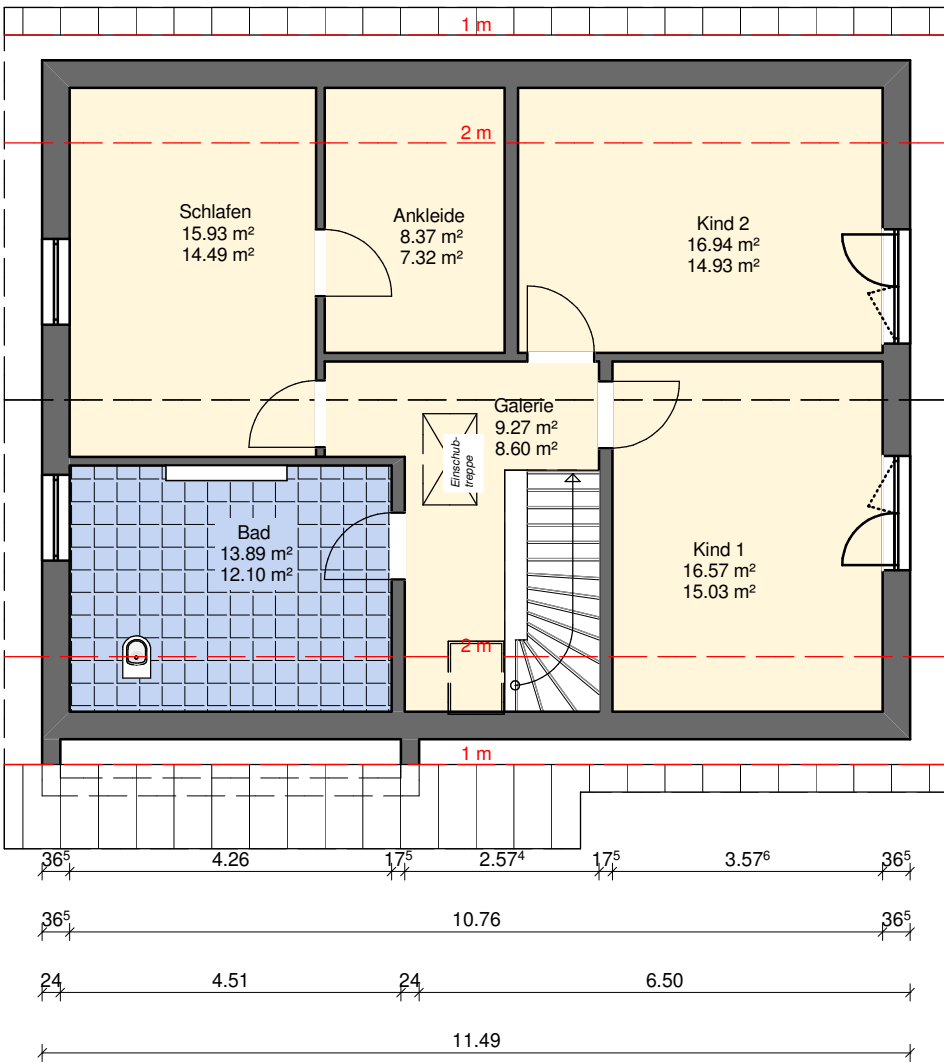 1 m
2 m
Schlafen
15.93 m²
14.49 m²
Ankleide
8.37 m²
7.32 m²
Kind 2
16.94 m²
14.93 m²
Galerie
9.27 m²
8.60 m²
Einschub-
treppe
Bad
13.89 m²
12.10 m²
Kind 1
16.57 m²
15.03 m²
2 m
1 m
36⁵ 4.26 17⁵ 2.57⁴ 17⁵ 3.57⁶ 36⁵
36⁵ 10.76 36⁵
24 4.51 24 6.50
11.49